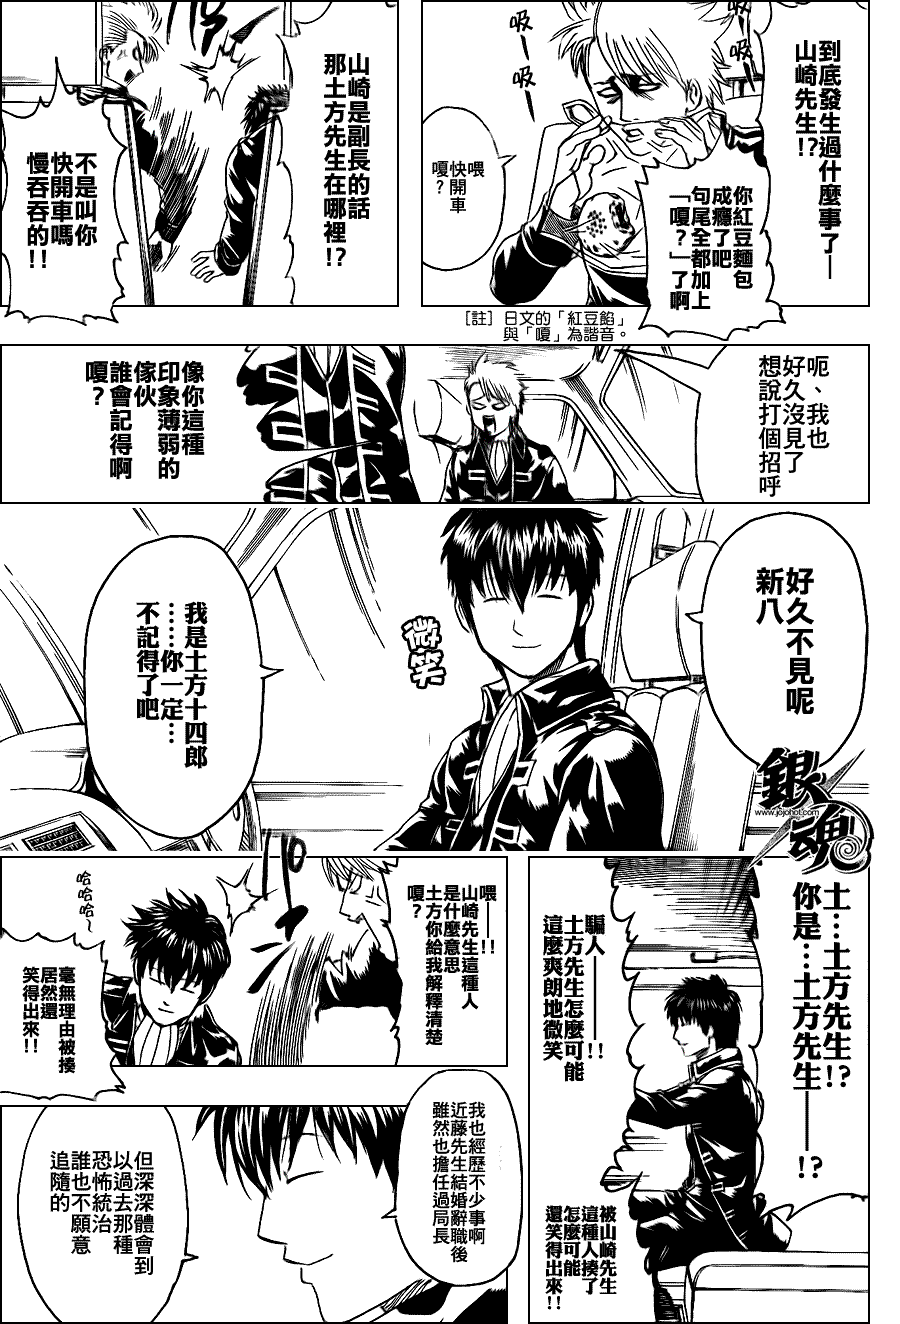 到底發生過什麼事了—
山崎先生!?
吸—
吸—
吸—
吸—
你紅豆麵包
成癮了吧
句尾全都加上
「嗄?」了啊
喂
快開車
嗄?
[註] 日文的「紅豆餡」
與「嗄」為諧音。
山崎是副長的話
那土方先生在哪裡!?
不是叫你
快開車嗎
慢吞吞的!!
呃、我也
好久沒見了
想說打個招呼
像你這種
印象薄弱的
傢伙
誰會記得啊
嗄?
好久不見呢
新八
微笑
我是土方十四郎
……你一定…
不記得了吧
銀魂
www.jojohot.com
土…土方先生!?
你是…土方先生———!?
騙人———!!
土方先生怎麼可能
這麼爽朗地微笑
被山崎先生
這種人揍了
怎麼可能
還笑得出來!!
喂——!!
山崎先生這種人
是什麼意思
土方你給我解釋清楚
嗄?
哈哈哈~
毫無理由被揍
居然還
笑得出來!!
我也經歷不少事啊
近藤先生結婚辭職後
雖然也擔任過局長
但深深體會到
以過去那種
恐怖統治
誰也不願意
追隨的